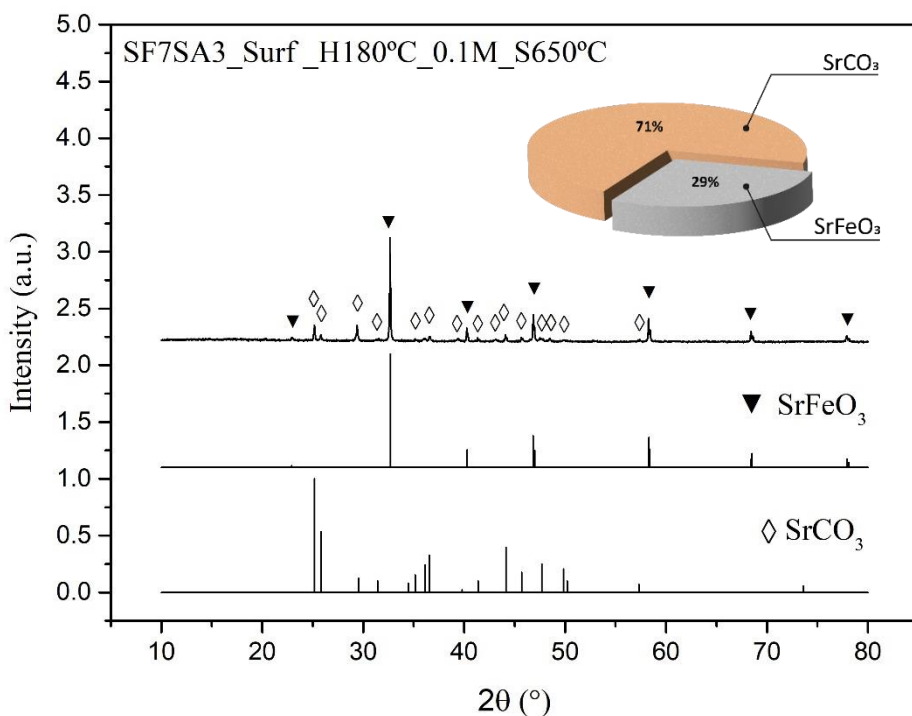 SF7SA3_Surf _H180ºC_0.1M_S650ºC
SrCO₃
71%
29%
SrFeO₃
5.0
4.5
4.0
3.5
3.0
2.5
2.0
1.5
1.0
0.5
0.0
Intensity (a.u.)
▼ SrFeO₃
◇ SrCO₃
10 20 30 40 50 60 70 80
2θ (°)